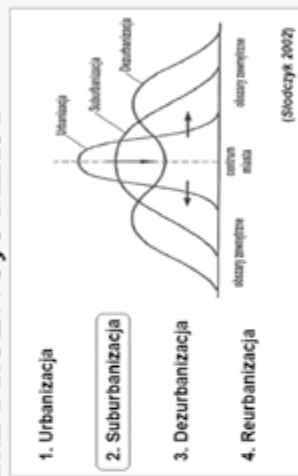 1. Urbanizacja
2. Suburbanizacja
3. Dezurbanizacja
4. Reurbanizacja
Urbanizacja
Suburbanizacja
Dezurbanizacja
obszary zewnętrzne
centrum
miasta
obszary zewnętrzne
(Słodczyk 2002)